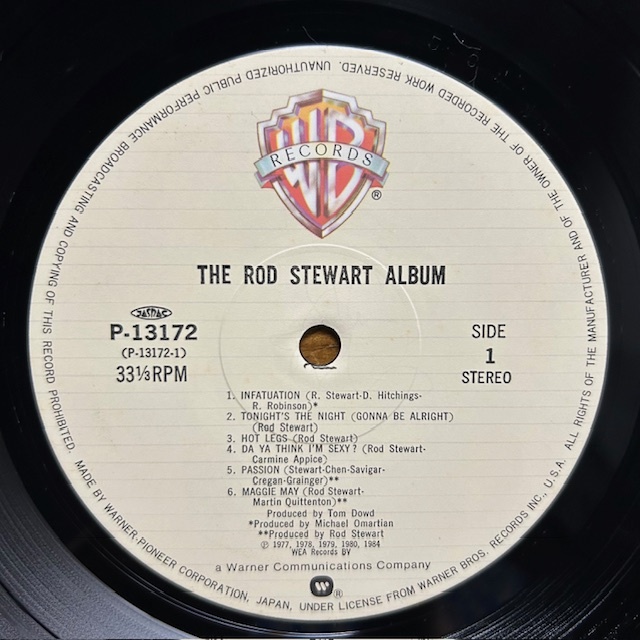 UNAUTHORIZED PUBLIC PERFORMANCE BROADCASTING AND COPYING OF THIS RECORD PROHIBITED.
ALL RIGHTS OF THE MANUFACTURER AND OF THE OWNER OF THE RECORDED WORK RESERVED.
WB
RECORDS
®
THE ROD STEWART ALBUM
JASRAC
P-13172
(P-13172-1)
33⅓RPM
SIDE
1
STEREO
1. INFATUATION (R. Stewart-D. Hitchings-
R. Robinson)*
2. TONIGHT'S THE NIGHT (GONNA BE ALRIGHT)
(Rod Stewart)
3. HOT LEGS (Rod Stewart)
4. DA YA THINK I'M SEXY? (Rod Stewart-
Carmine Appice)
5. PASSION (Stewart-Chen-Savigar-
Cregan-Grainger)**
6. MAGGIE MAY (Rod Stewart-
Martin Quittenton)**
Produced by Tom Dowd
*Produced by Michael Omartian
**Produced by Rod Stewart
℗ 1977, 1978, 1979, 1980, 1984
WEA Records BV
a Warner Communications Company
W®
MADE BY WARNER-PIONEER CORPORATION, JAPAN, UNDER LICENSE FROM WARNER BROS. RECORDS INC., U.S.A.